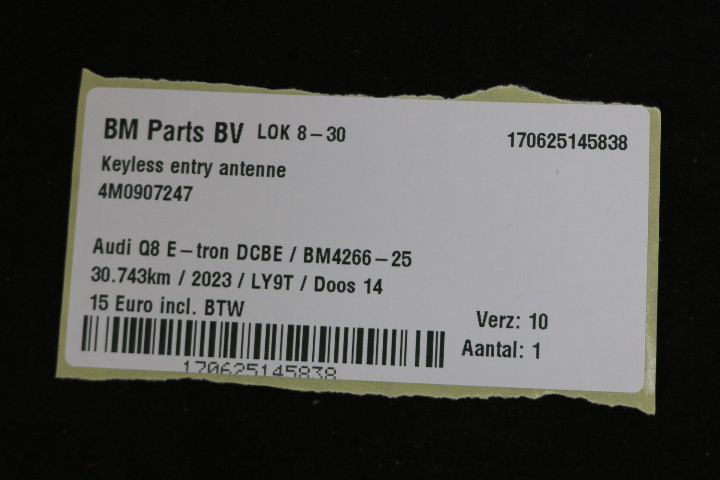 BM Parts BV LOK 8-30
170625145838
Keyless entry antenne
4M0907247
Audi Q8 E-tron DCBE / BM4266-25
30.743km / 2023 / LY9T / Doos 14
15 Euro incl. BTW
Verz: 10
Aantal: 1
170625145838